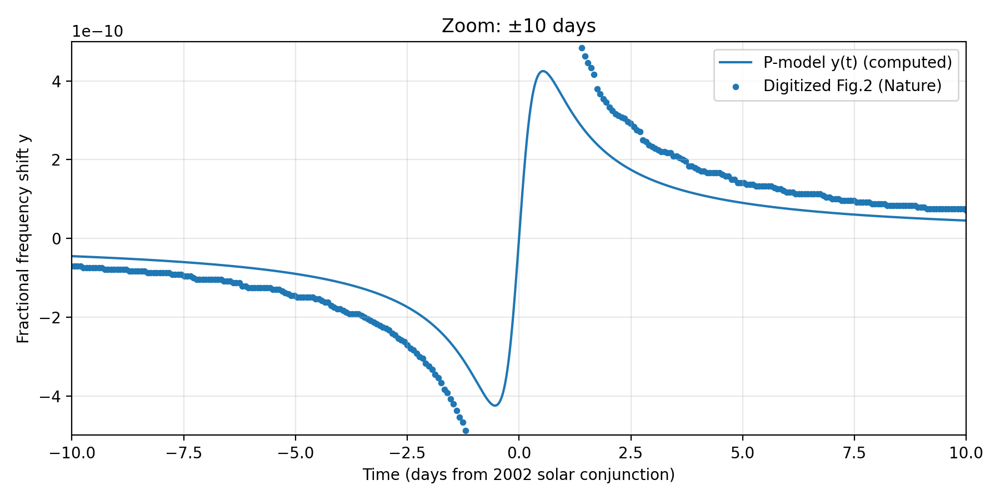 Zoom: ±10 days
1e−10
P-model y(t) (computed)
Digitized Fig.2 (Nature)
Fractional frequency shift y
4
2
0
−2
−4
−10.0 −7.5 −5.0 −2.5 0.0 2.5 5.0 7.5 10.0
Time (days from 2002 solar conjunction)